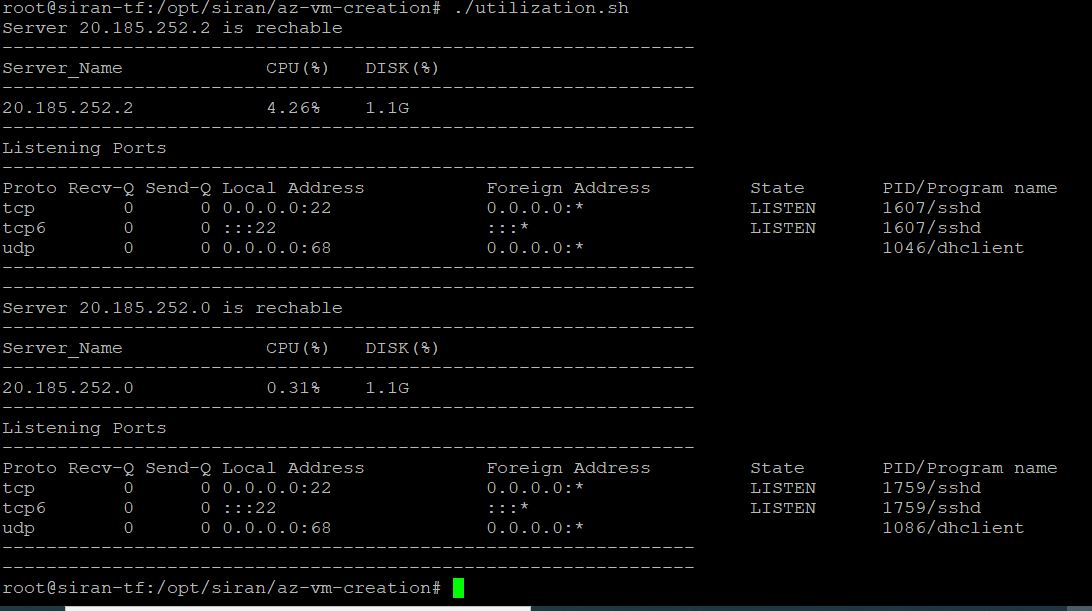 root@siran-tf:/opt/siran/az-vm-creation# ./utilization.sh
Server 20.185.252.2 is rechable
---------------------------------------------------------------
Server_Name             CPU(%)   DISK(%)
---------------------------------------------------------------
20.185.252.2            4.26%    1.1G
---------------------------------------------------------------
Listening Ports
---------------------------------------------------------------
Proto Recv-Q Send-Q Local Address           Foreign Address         State       PID/Program name
tcp        0      0 0.0.0.0:22              0.0.0.0:*               LISTEN      1607/sshd
tcp6       0      0 :::22                   :::*                    LISTEN      1607/sshd
udp        0      0 0.0.0.0:68              0.0.0.0:*                           1046/dhclient
---------------------------------------------------------------
---------------------------------------------------------------
Server 20.185.252.0 is rechable
---------------------------------------------------------------
Server_Name             CPU(%)   DISK(%)
---------------------------------------------------------------
20.185.252.0            0.31%    1.1G
---------------------------------------------------------------
Listening Ports
---------------------------------------------------------------
Proto Recv-Q Send-Q Local Address           Foreign Address         State       PID/Program name
tcp        0      0 0.0.0.0:22              0.0.0.0:*               LISTEN      1759/sshd
tcp6       0      0 :::22                   :::*                    LISTEN      1759/sshd
udp        0      0 0.0.0.0:68              0.0.0.0:*                           1086/dhclient
---------------------------------------------------------------
---------------------------------------------------------------
root@siran-tf:/opt/siran/az-vm-creation#